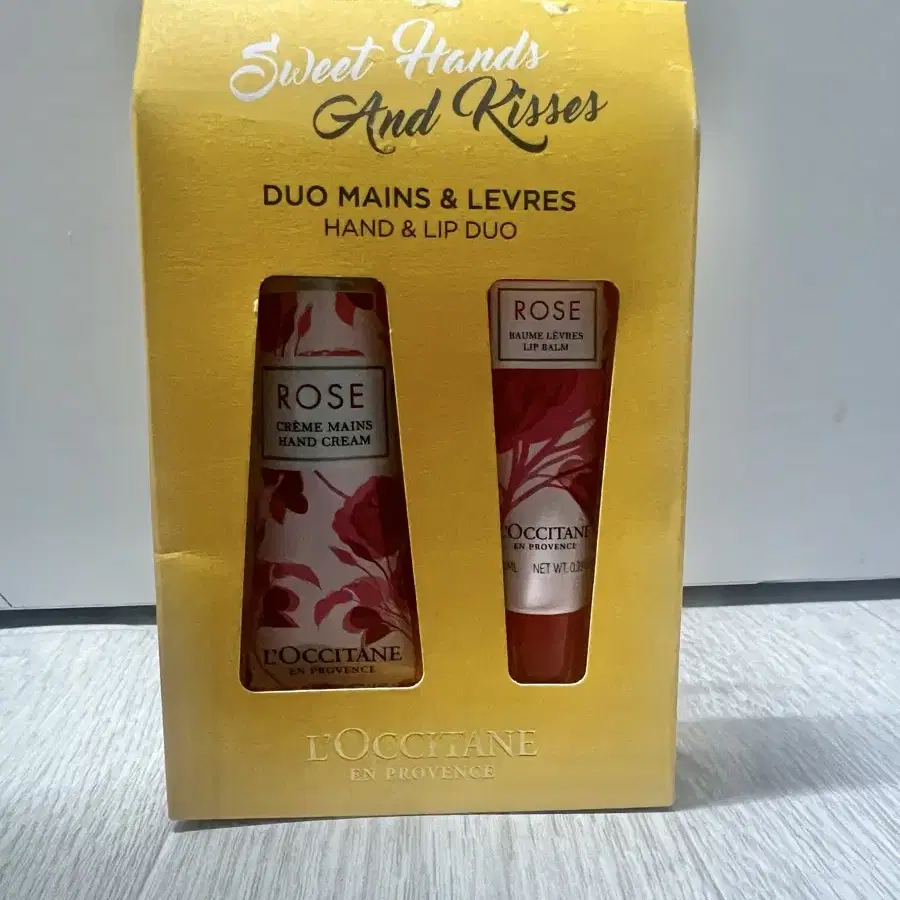 Sweet Hands
And Kisses
DUO MAINS & LEVRES
HAND & LIP DUO
ROSE
CRÈME MAINS
HAND CREAM
L'OCCITANE
EN PROVENCE
ROSE
BAUME LÈVRES
LIP BALM
L'OCCITANE
EN PROVENCE
NET WT.
L'OCCITANE
EN PROVENCE